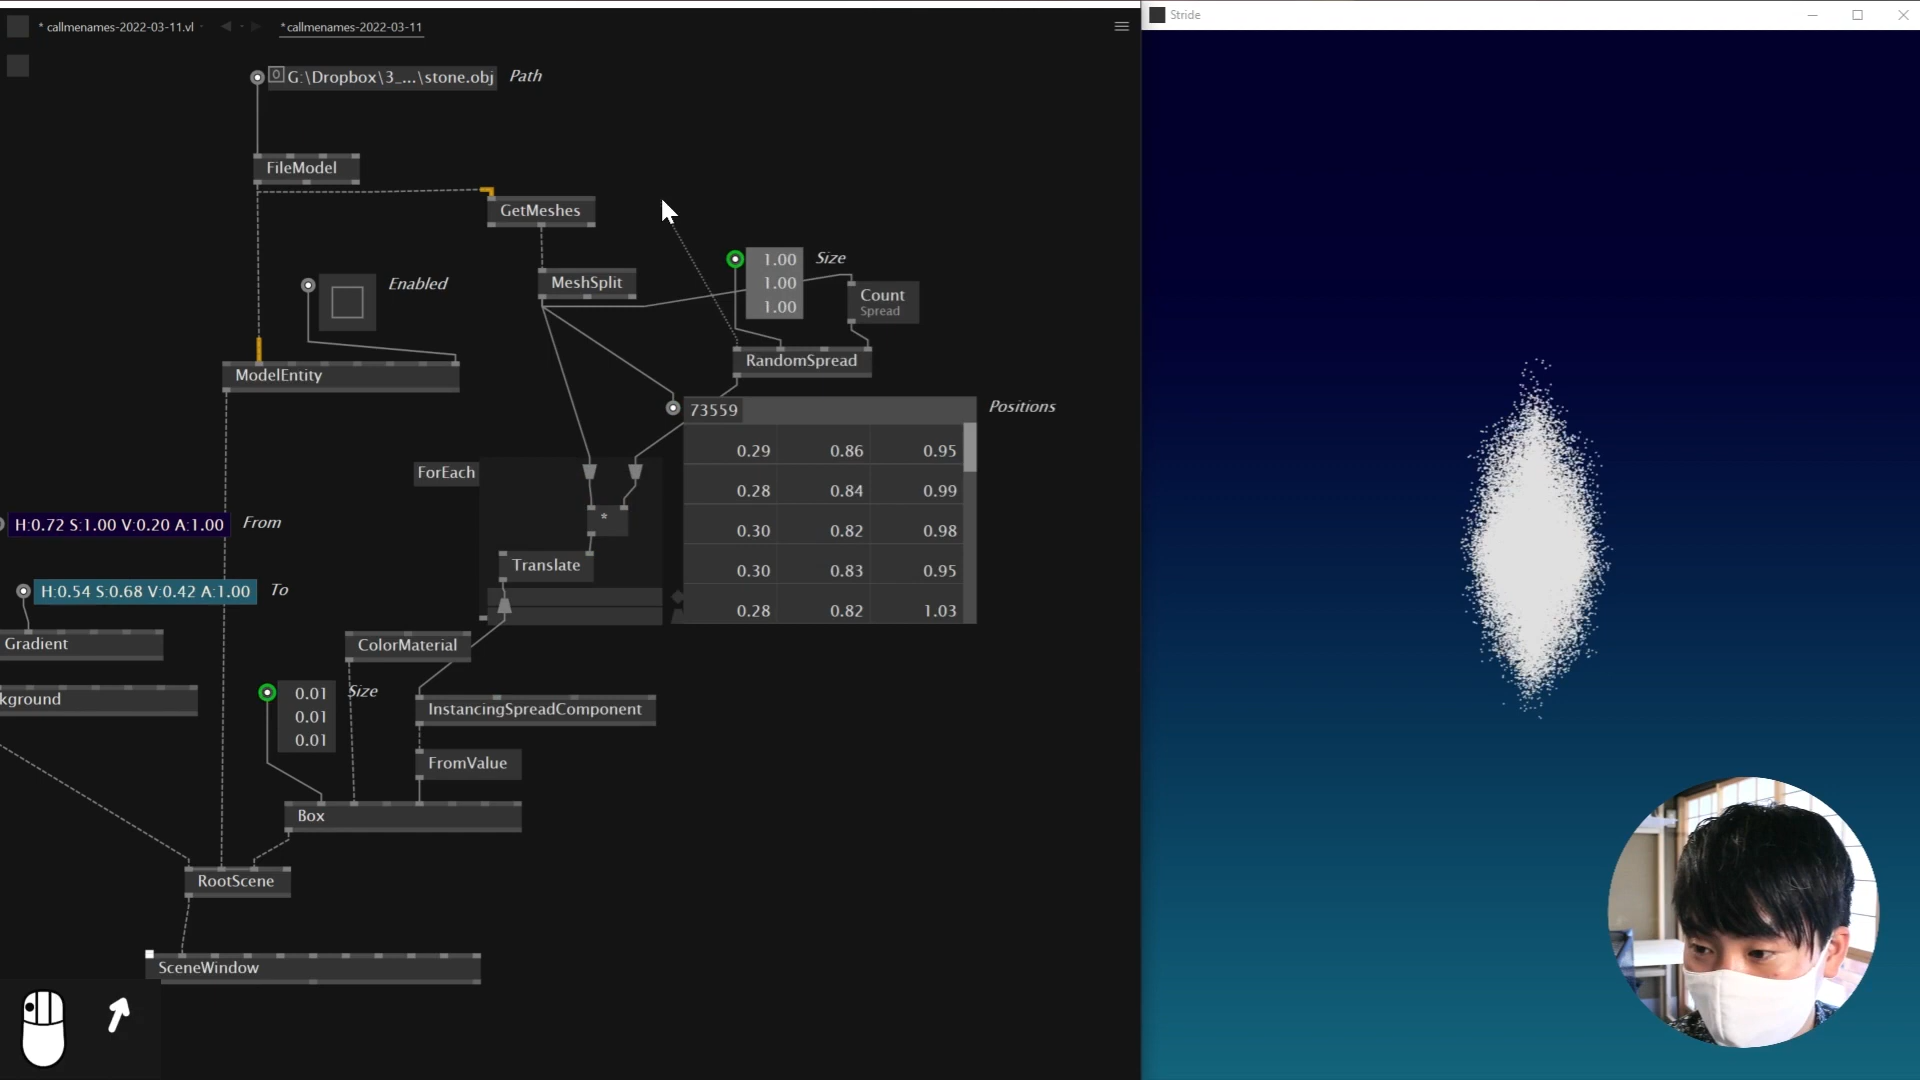 * callmenames-2022-03-11.vl
* callmenames-2022-03-11
Stride
0 G:\Dropbox\3_...\stone.obj
Path
FileModel
GetMeshes
Enabled
MeshSplit
1.00
1.00
1.00
Size
Count
Spread
ModelEntity
RandomSpread
73559
Positions
0.29 0.86 0.95
0.28 0.84 0.99
0.30 0.82 0.98
0.30 0.83 0.95
0.28 0.82 1.03
ForEach
*
Translate
H:0.72 S:1.00 V:0.20 A:1.00
From
H:0.54 S:0.68 V:0.42 A:1.00
To
Gradient
ColorMaterial
kground
0.01
0.01
0.01
Size
InstancingSpreadComponent
FromValue
Box
RootScene
SceneWindow